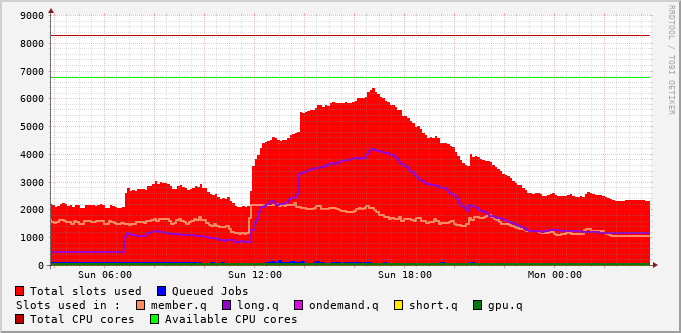 9000
8000
7000
6000
5000
4000
3000
2000
1000
0
Sun 06:00 Sun 12:00 Sun 18:00 Mon 00:00
RRDTOOL / TOBI OETIKER
Total slots used Queued Jobs
Slots used in : member.q long.q ondemand.q short.q gpu.q
Total CPU cores Available CPU cores